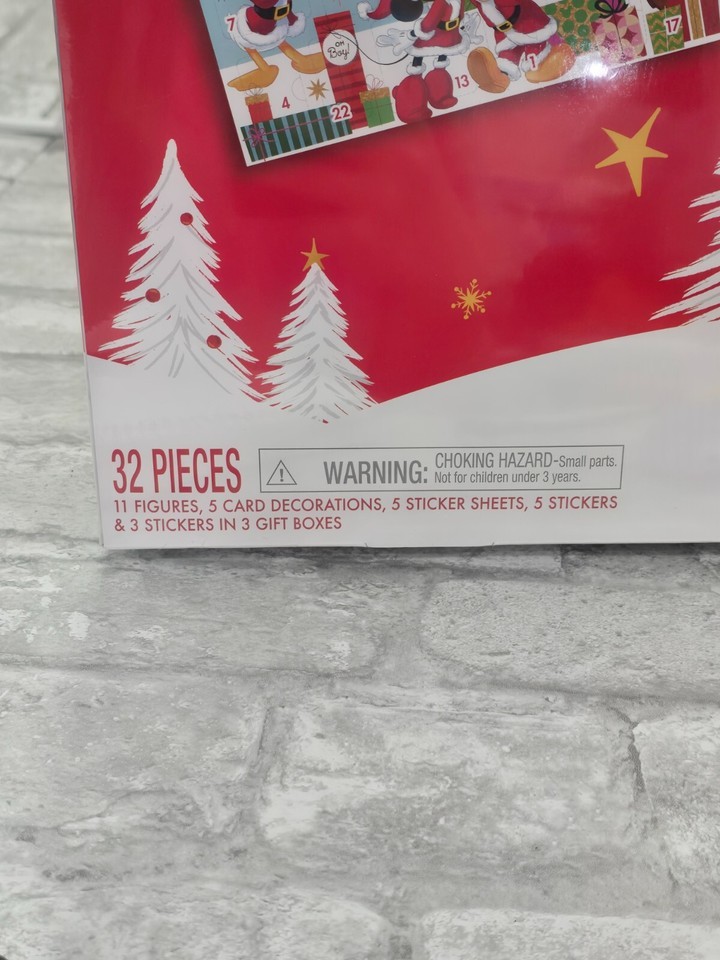 7
OH
Boy!
17
1
13
4
22
32 PIECES
WARNING: CHOKING HAZARD-Small parts.
Not for children under 3 years.
11 FIGURES, 5 CARD DECORATIONS, 5 STICKER SHEETS, 5 STICKERS
& 3 STICKERS IN 3 GIFT BOXES